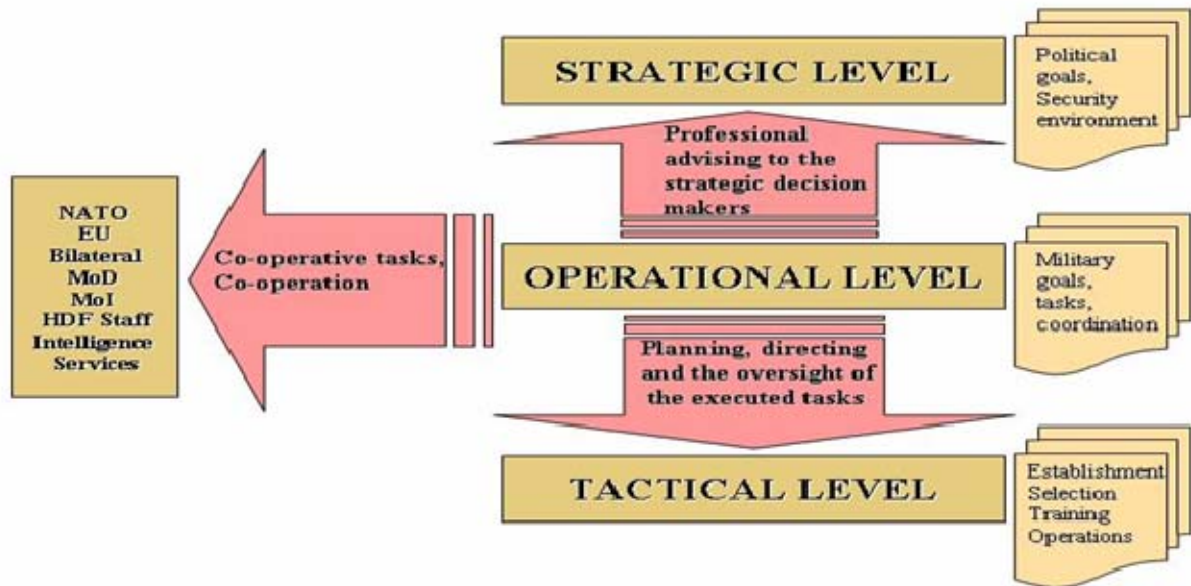 STRATEGIC LEVEL
Political
goals,
Security
environment
Professional
advising to the
strategic decision
makers
NATO
EU
Bilateral
MoD
MoI
HDF Staff
Intelligence
Services
Co-operative tasks,
Co-operation
OPERATIONAL LEVEL
Military
goals,
tasks,
coordination
Planning, directing
and the oversight of
the executed tasks
TACTICAL LEVEL
Establishment
Selection
Training
Operations